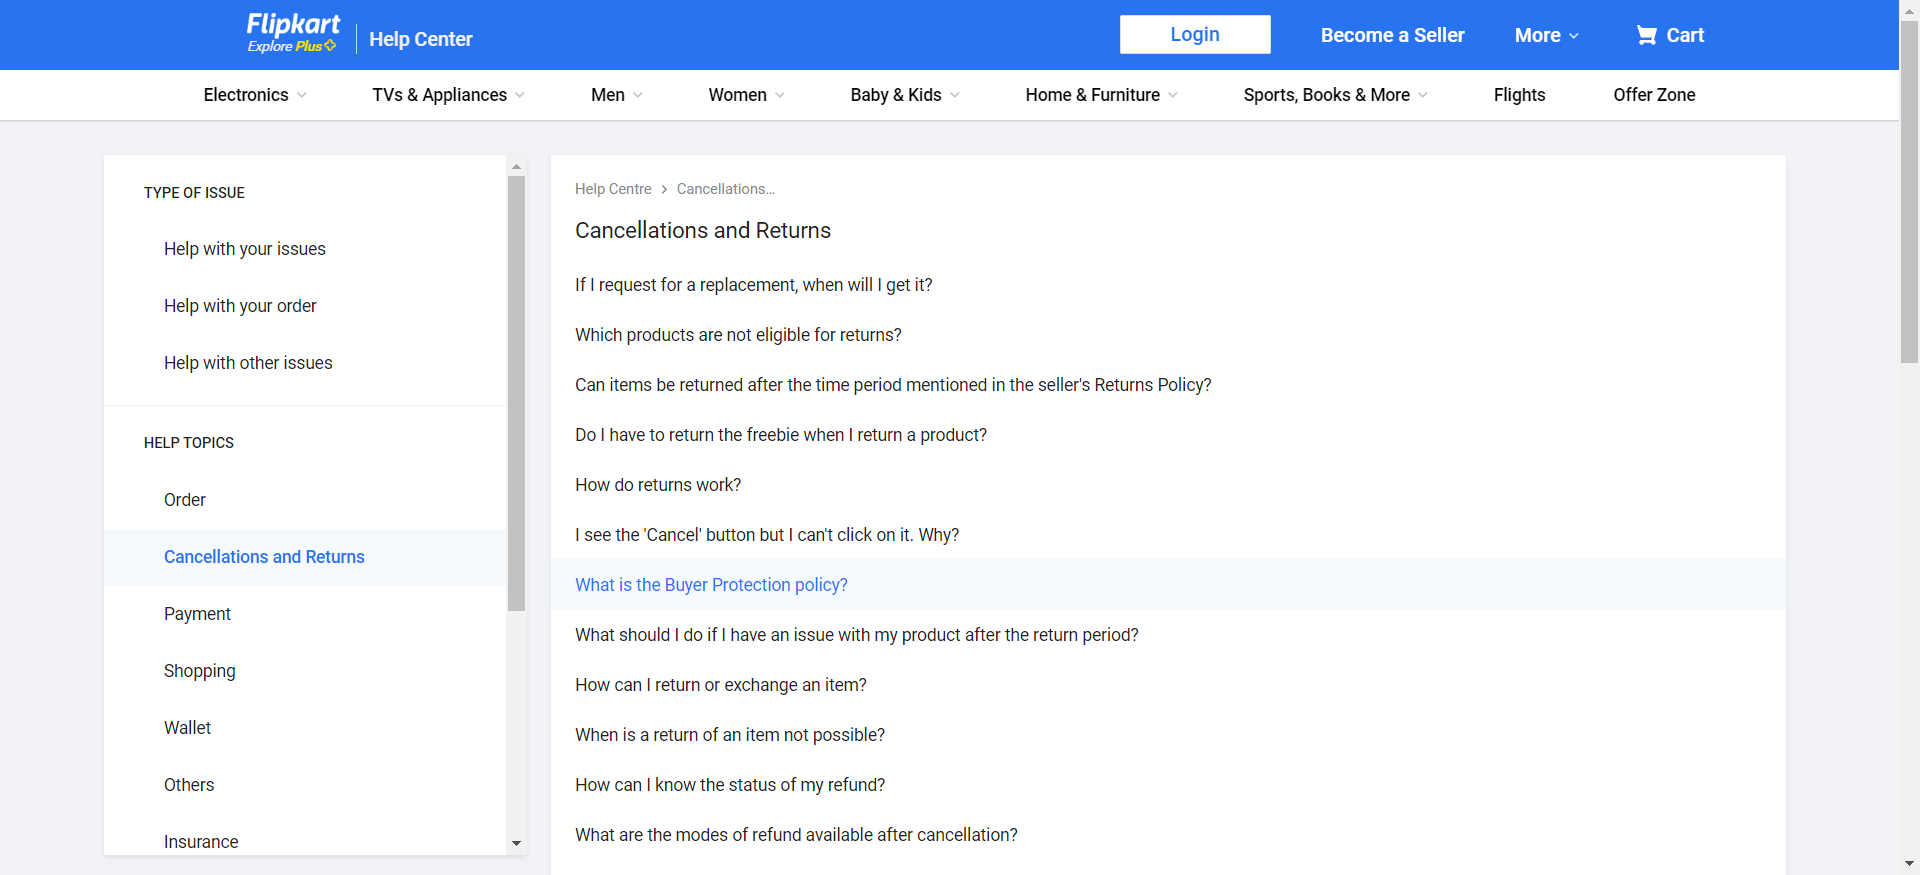 Flipkart
Explore Plus
Help Center
Login
Become a Seller
More
Cart
Electronics
TVs & Appliances
Men
Women
Baby & Kids
Home & Furniture
Sports, Books & More
Flights
Offer Zone
TYPE OF ISSUE
Help with your issues
Help with your order
Help with other issues
HELP TOPICS
Order
Cancellations and Returns
Payment
Shopping
Wallet
Others
Insurance
Help Centre > Cancellations...
Cancellations and Returns
If I request for a replacement, when will I get it?
Which products are not eligible for returns?
Can items be returned after the time period mentioned in the seller's Returns Policy?
Do I have to return the freebie when I return a product?
How do returns work?
I see the 'Cancel' button but I can't click on it. Why?
What is the Buyer Protection policy?
What should I do if I have an issue with my product after the return period?
How can I return or exchange an item?
When is a return of an item not possible?
How can I know the status of my refund?
What are the modes of refund available after cancellation?